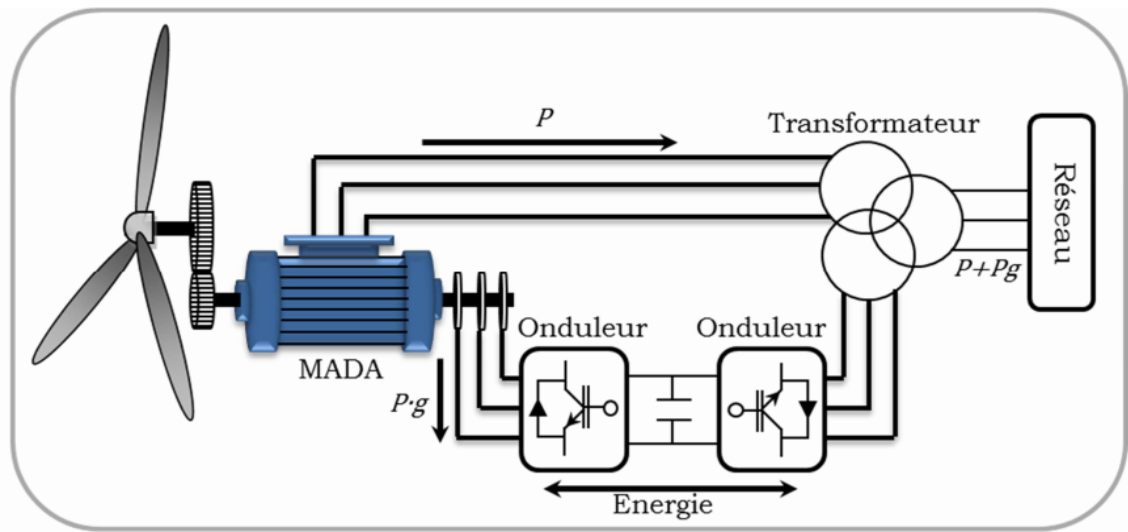 P
Transformateur
Réseau
P+Pg
MADA
P·g
Onduleur
Onduleur
Energie